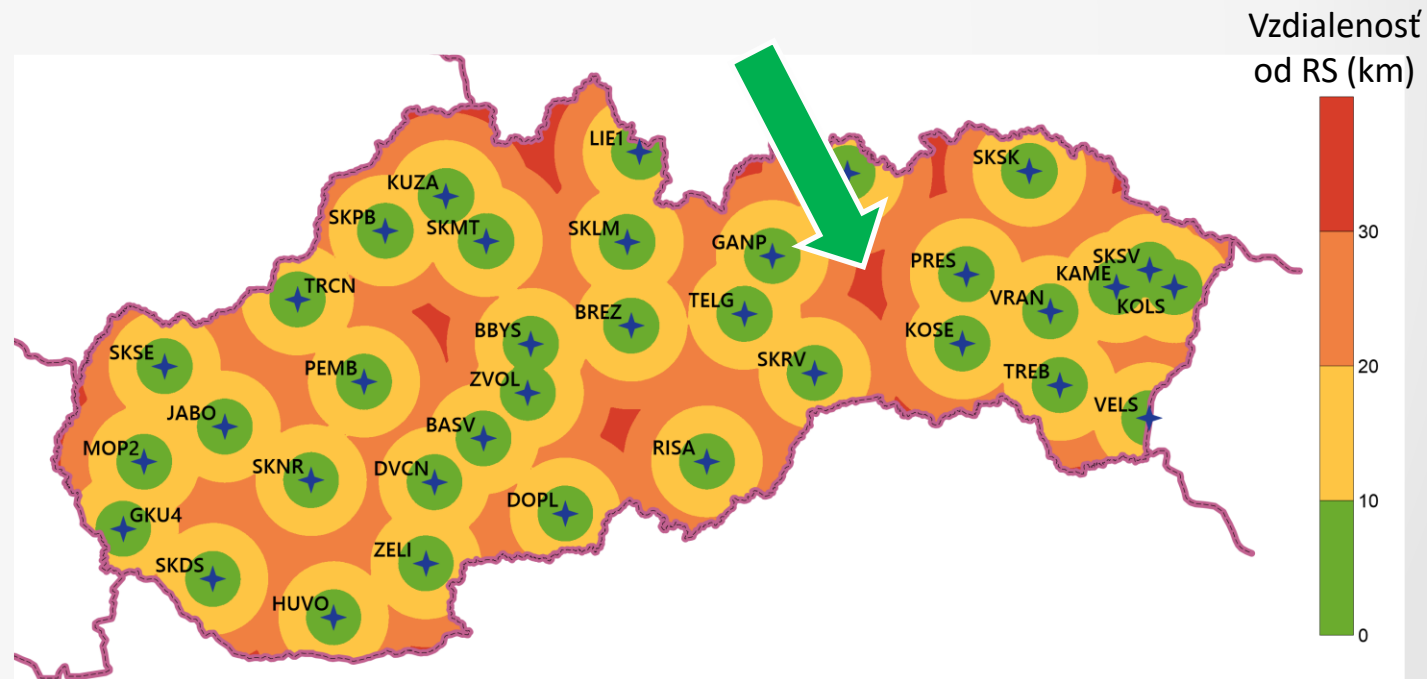 Vzdialenosť
od RS (km)
LIE1
SKSK
KUZA
SKPB
SKMT
SKLM
GANP
PRES
SKSV
KAME
TRCN
TELG
VRAN
KOLS
BREZ
BBYS
KOSE
SKSE
PEMB
SKRV
ZVOL
TREB
JABO
BASV
VELS
MOP2
SKNR
DVCN
RISA
DOPL
GKU4
ZELI
SKDS
HUVO
30
20
10
0